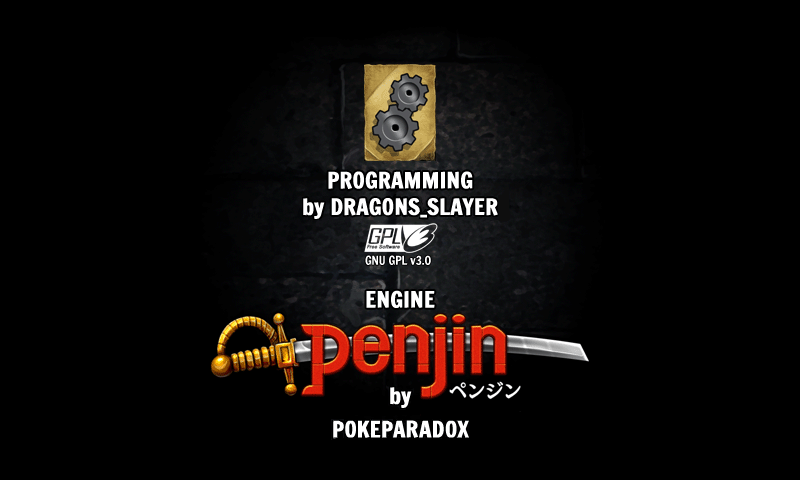 PROGRAMMING
by DRAGONS_SLAYER
GPL 3
Free Software
GNU GPL v3.0
ENGINE
penjin
ペンジン
by
POKEPARADOX